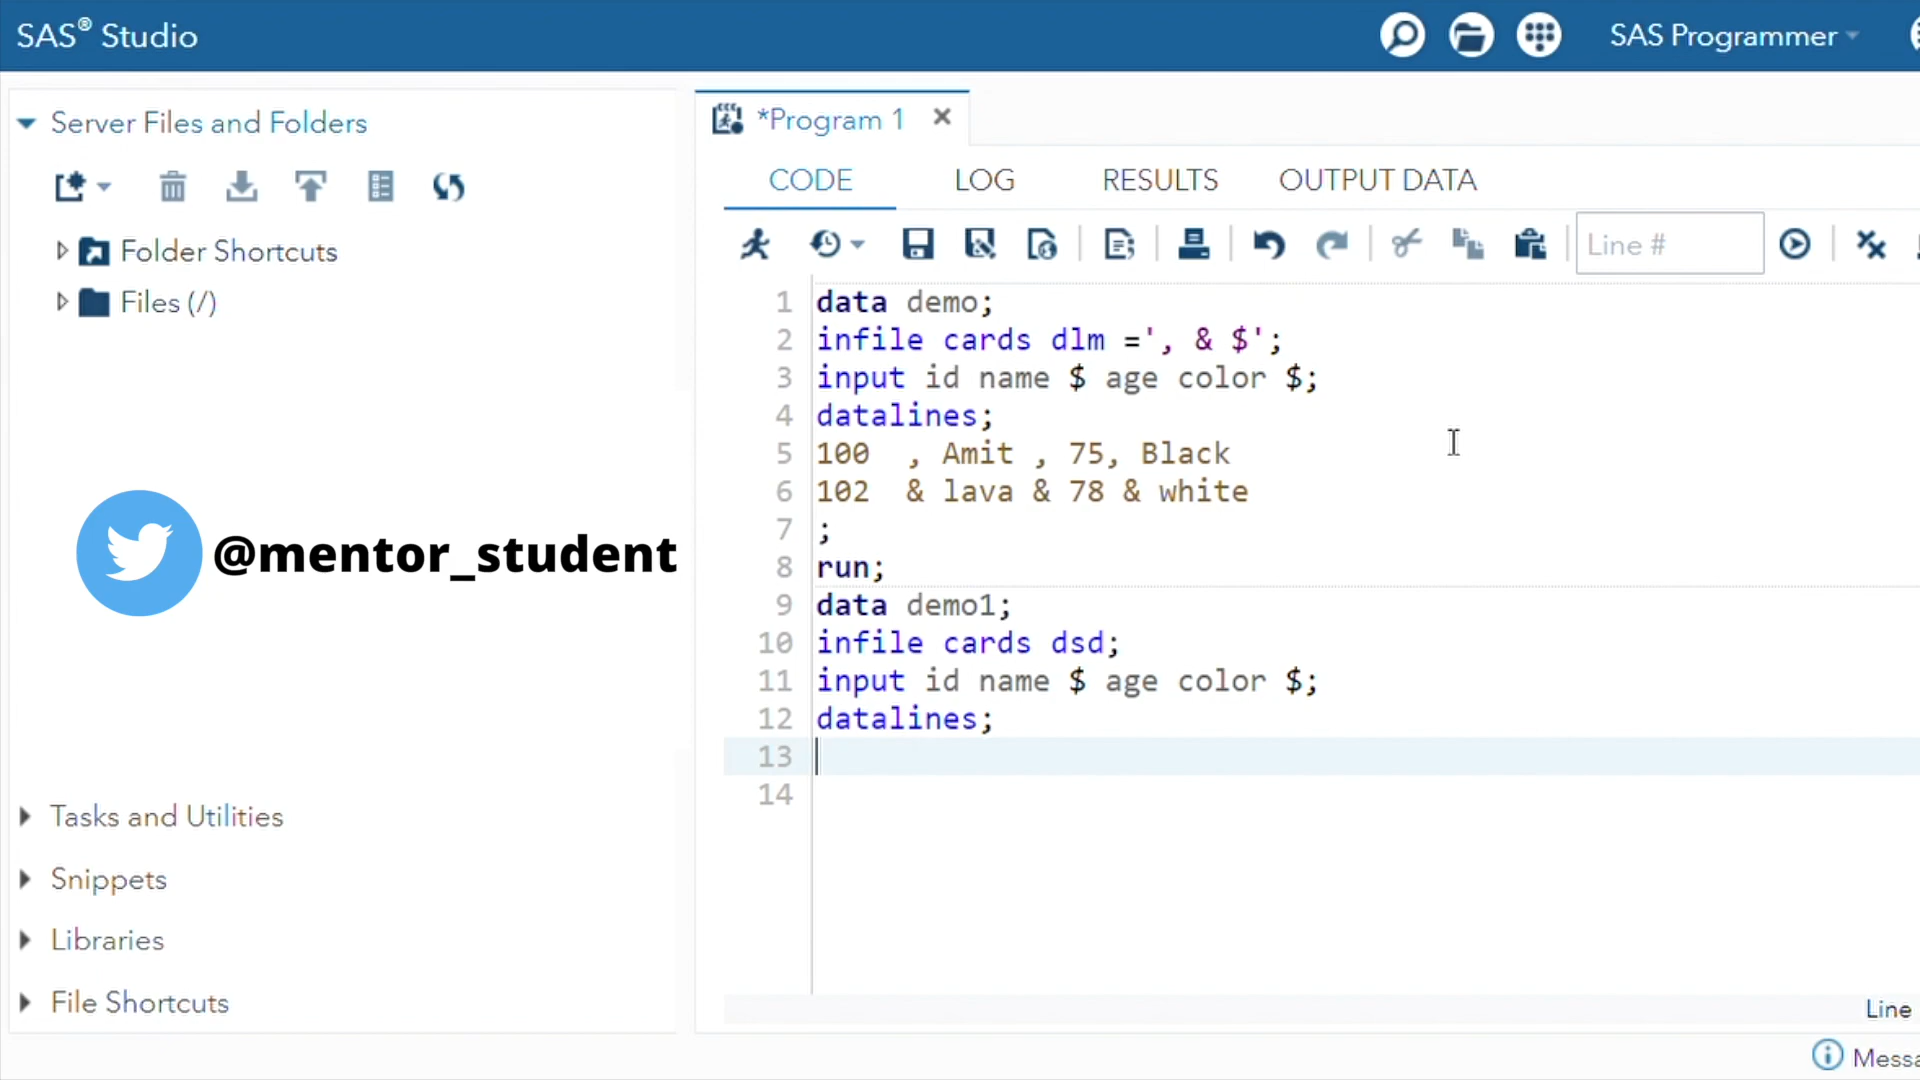 SAS® Studio
SAS Programmer
Server Files and Folders
Folder Shortcuts
Files (/)
@mentor_student
Tasks and Utilities
Snippets
Libraries
File Shortcuts
*Program 1
CODE LOG RESULTS OUTPUT DATA
Line #
1 data demo;
2 infile cards dlm =', & $';
3 input id name $ age color $;
4 datalines;
5 100  , Amit , 75, Black
6 102  & lava & 78 & white
7 ;
8 run;
9 data demo1;
10 infile cards dsd;
11 input id name $ age color $;
12 datalines;
13
14
Line